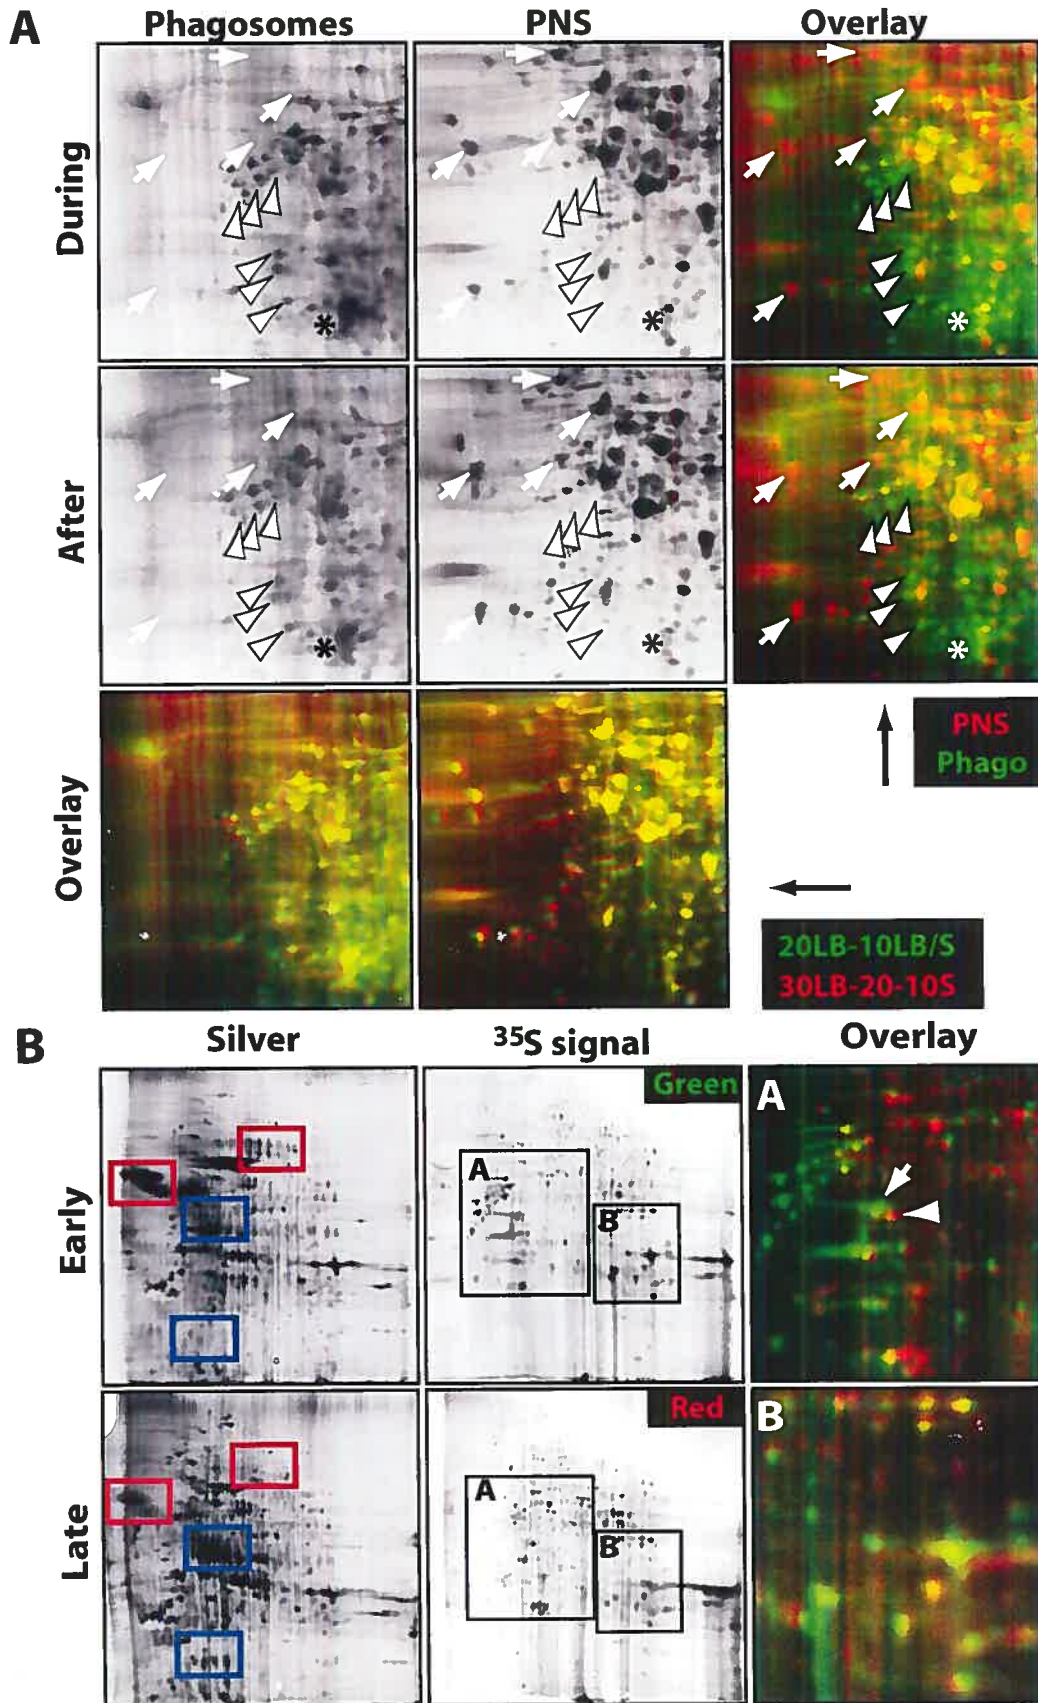 A
Phagosomes PNS Overlay
During
*
*
*
After
*
*
*
Overlay
PNS
Phago
20LB-10LB/S
30LB-20-10S
B
Silver 35S signal Overlay
Early
Green
A
B
A
Late
Red
A
B
B